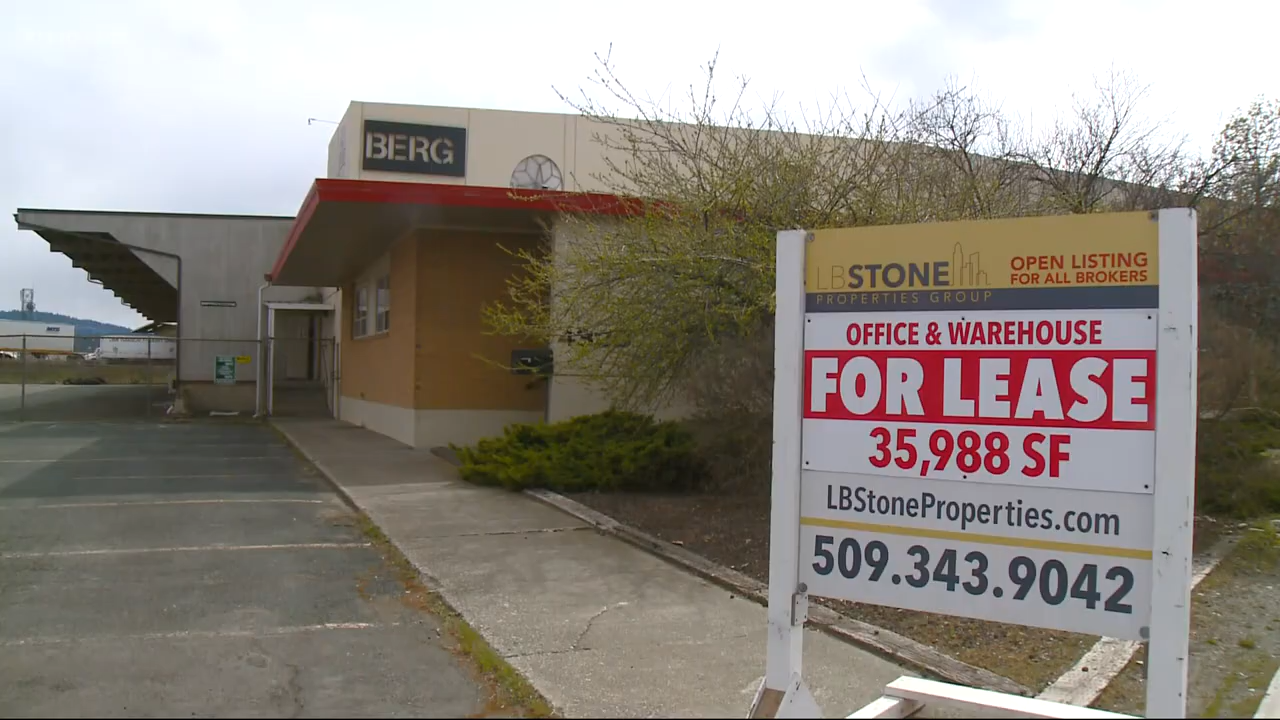 BERG
LBSTONE
PROPERTIES GROUP
OPEN LISTING
FOR ALL BROKERS
OFFICE & WAREHOUSE
FOR LEASE
35,988 SF
LBStoneProperties.com
509.343.9042